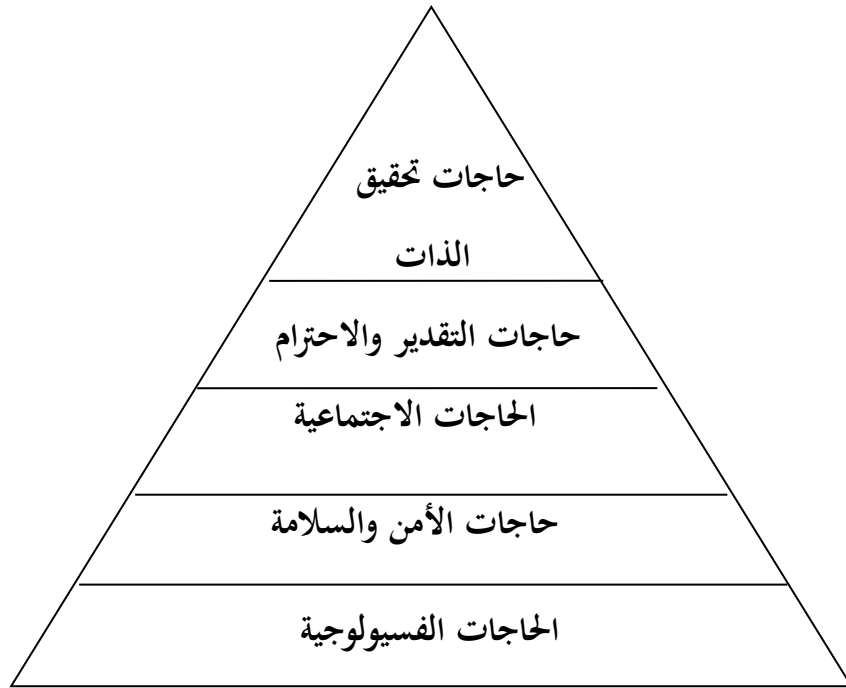 حاجات تحقيق
الذات
حاجات التقدير والاحترام
الحاجات الاجتماعية
حاجات الأمن والسلامة
الحاجات الفسيولوجية